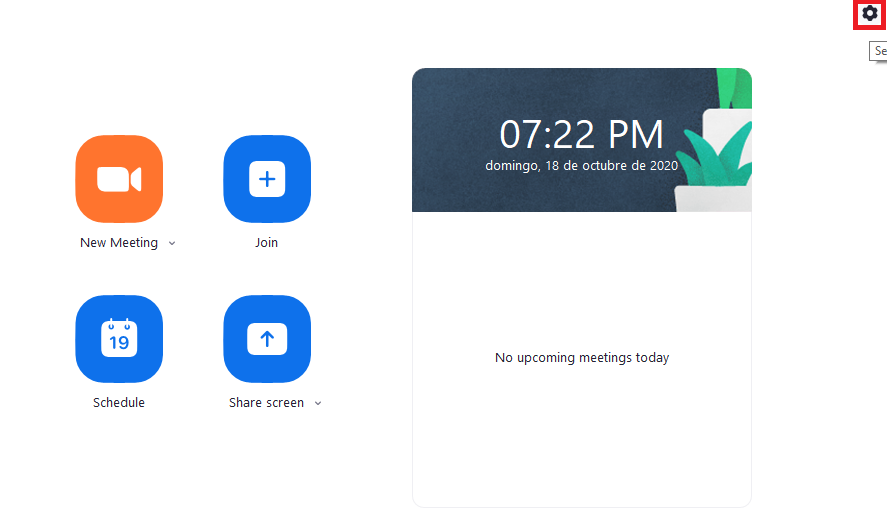 Se
07:22 PM
domingo, 18 de octubre de 2020
New Meeting
Join
19
Schedule
Share screen
No upcoming meetings today